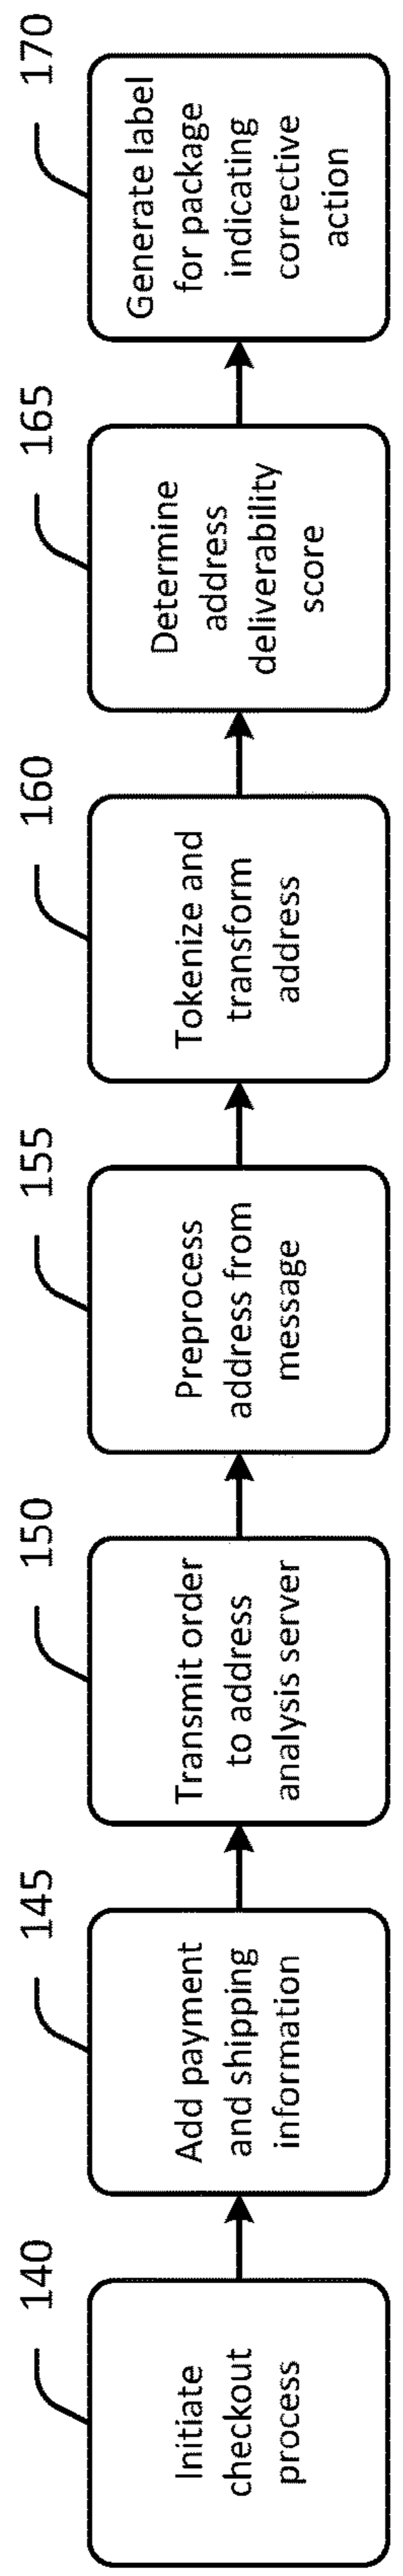 140
Initiate
checkout
process
145
Add payment
and shipping
information
150
Transmit order
to address
analysis server
155
Preprocess
address from
message
160
Tokenize and
transform
address
165
Determine
address
deliverability
score
170
Generate label
for package
indicating
corrective
action